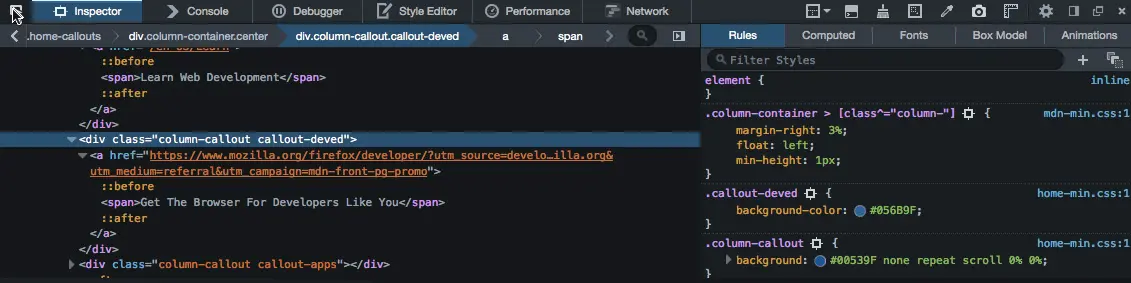 Inspector Console Debugger Style Editor Performance Network
.home-callouts div.column-container.center div.column-callout.callout-deved a span
::before
<span>Learn Web Development</span>
::after
</a>
</div>
<div class="column-callout callout-deved">
<a href="https://www.mozilla.org/firefox/developer/?utm_source=develo…illa.org&
utm_medium=referral&utm_campaign=mdn-front-pg-promo">
::before
<span>Get The Browser For Developers Like You</span>
::after
</a>
</div>
<div class="column-callout callout-apps"></div>
Rules Computed Fonts Box Model Animations
Filter Styles
element { inline
}
.column-container > [class^="column-"] { mdn-min.css:1
margin-right: 3%;
float: left;
min-height: 1px;
}
.callout-deved { home-min.css:1
background-color: #056B9F;
}
.column-callout { home-min.css:1
background: #00539F none repeat scroll 0% 0%;
}